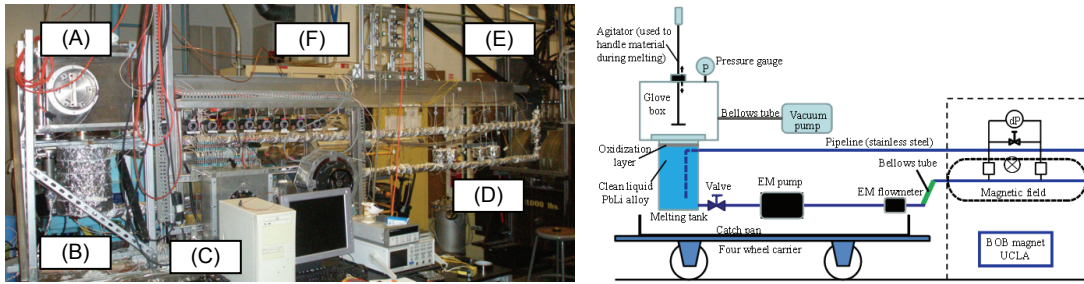 (A)
(F)
(E)
(D)
(B)
(C)
1000 lbs
Agitator (used to
handle material
during melting)
P
Pressure gauge
Glove
box
Bellows tube
Vacuum
pump
Oxidization
layer
Clean liquid
PbLi alloy
Melting tank
Valve
EM pump
Pipeline (stainless steel)
Bellows tube
EM flowmeter
dP
Magnetic field
Catch pan
Four wheel carrier
BOB magnet
UCLA